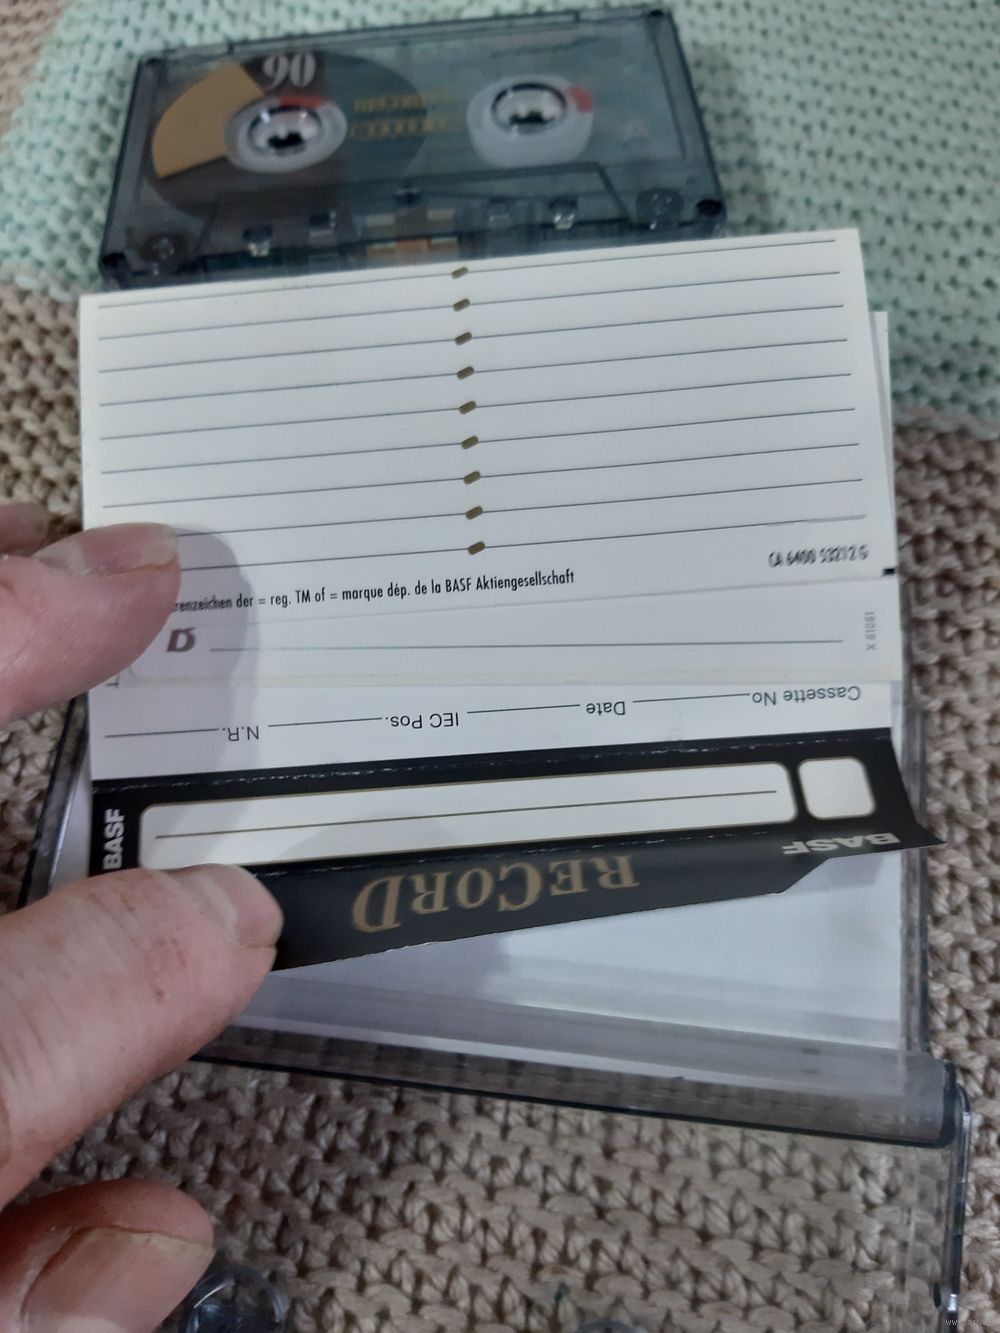 90
CA 6400 53212 G
renzeichen der = reg. TM of = marque dép. de la BASF Aktiengesellschaft
19019 X
Cassette No
Date
IEC Pos.
N.R.
BASF
BASF
RECORD